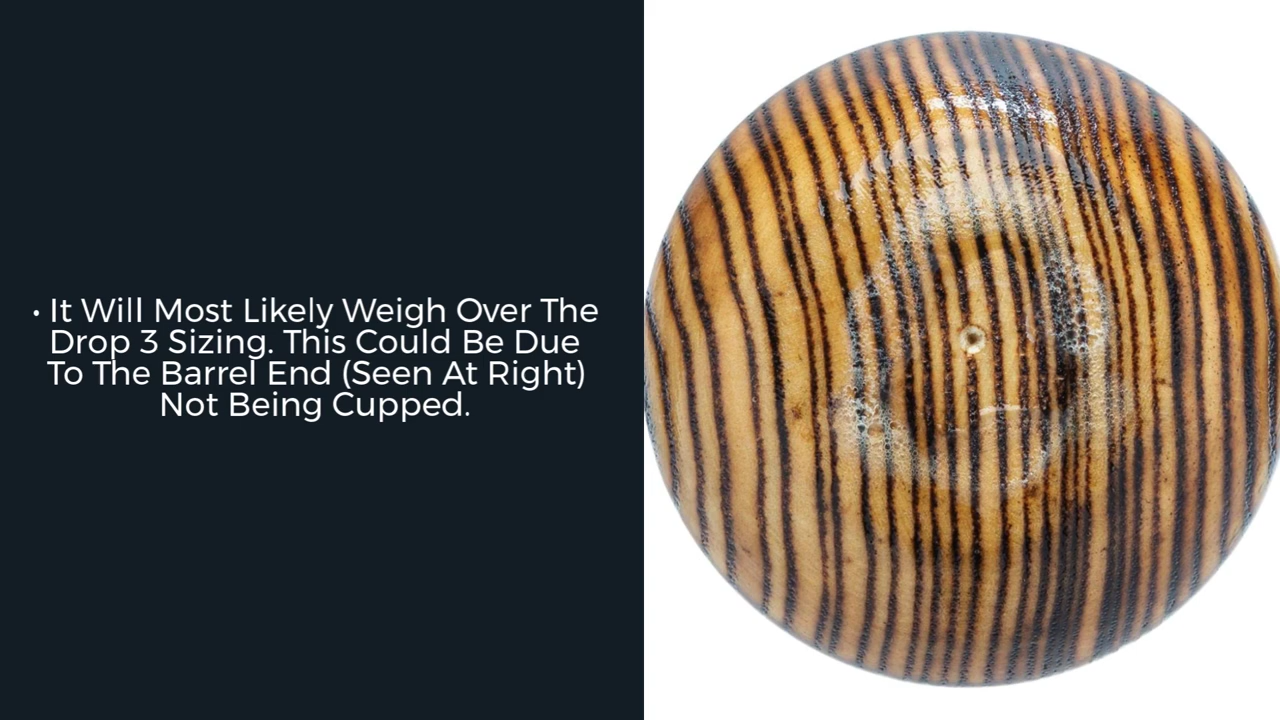 • It Will Most Likely Weigh Over The
Drop 3 Sizing. This Could Be Due
To The Barrel End (Seen At Right)
Not Being Cupped.